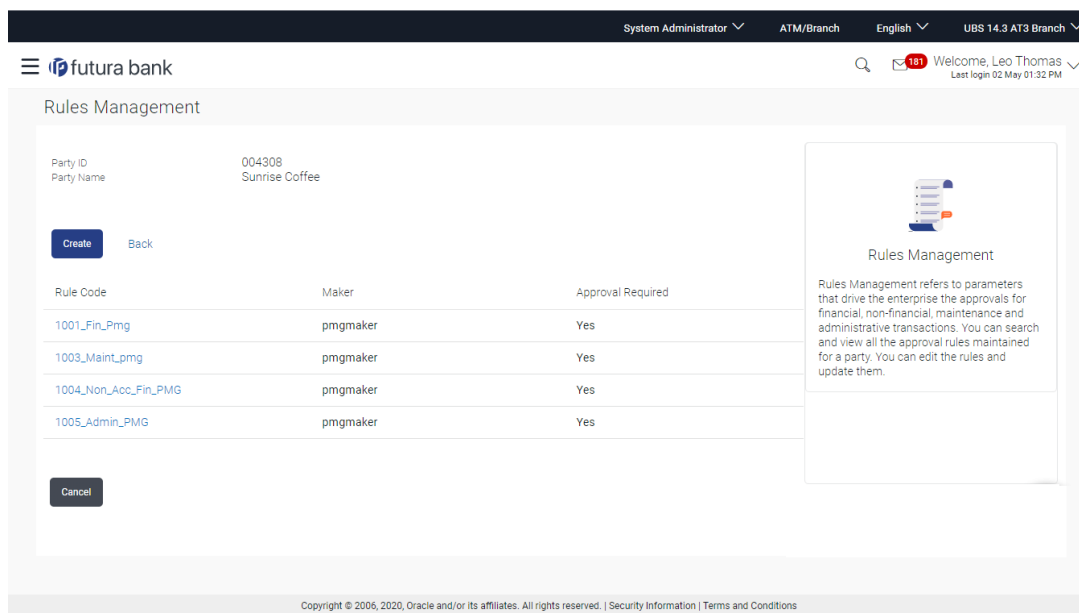 System Administrator ATM/Branch English UBS 14.3 AT3 Branch
futura bank 181 Welcome, Leo Thomas
Last login 02 May 01:32 PM
Rules Management
Party ID 004308
Party Name Sunrise Coffee
Create Back
Rule Code Maker Approval Required
1001_Fin_Pmg pmgmaker Yes
1003_Maint_pmg pmgmaker Yes
1004_Non_Acc_Fin_PMG pmgmaker Yes
1005_Admin_PMG pmgmaker Yes
Cancel
Rules Management
Rules Management refers to parameters
that drive the enterprise the approvals for
financial, non-financial, maintenance and
administrative transactions. You can search
and view all the approval rules maintained
for a party. You can edit the rules and
update them.
Copyright © 2006, 2020, Oracle and/or its affiliates. All rights reserved. | Security Information | Terms and Conditions